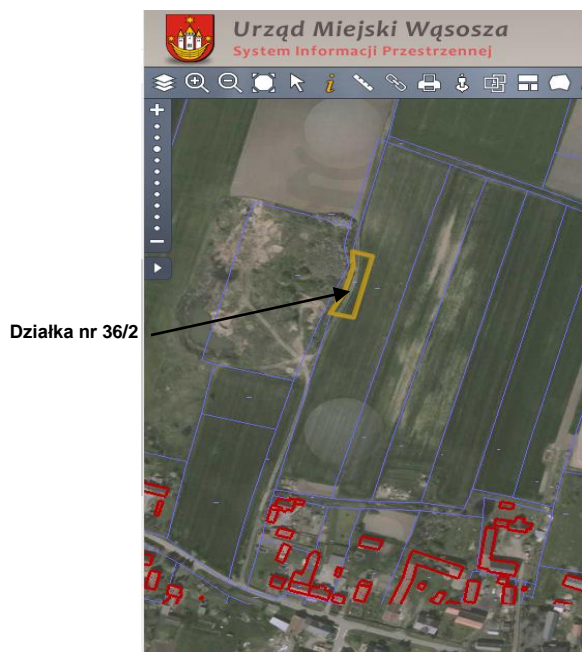 Urząd Miejski Wąsosza
System Informacji Przestrzennej
Działka nr 36/2